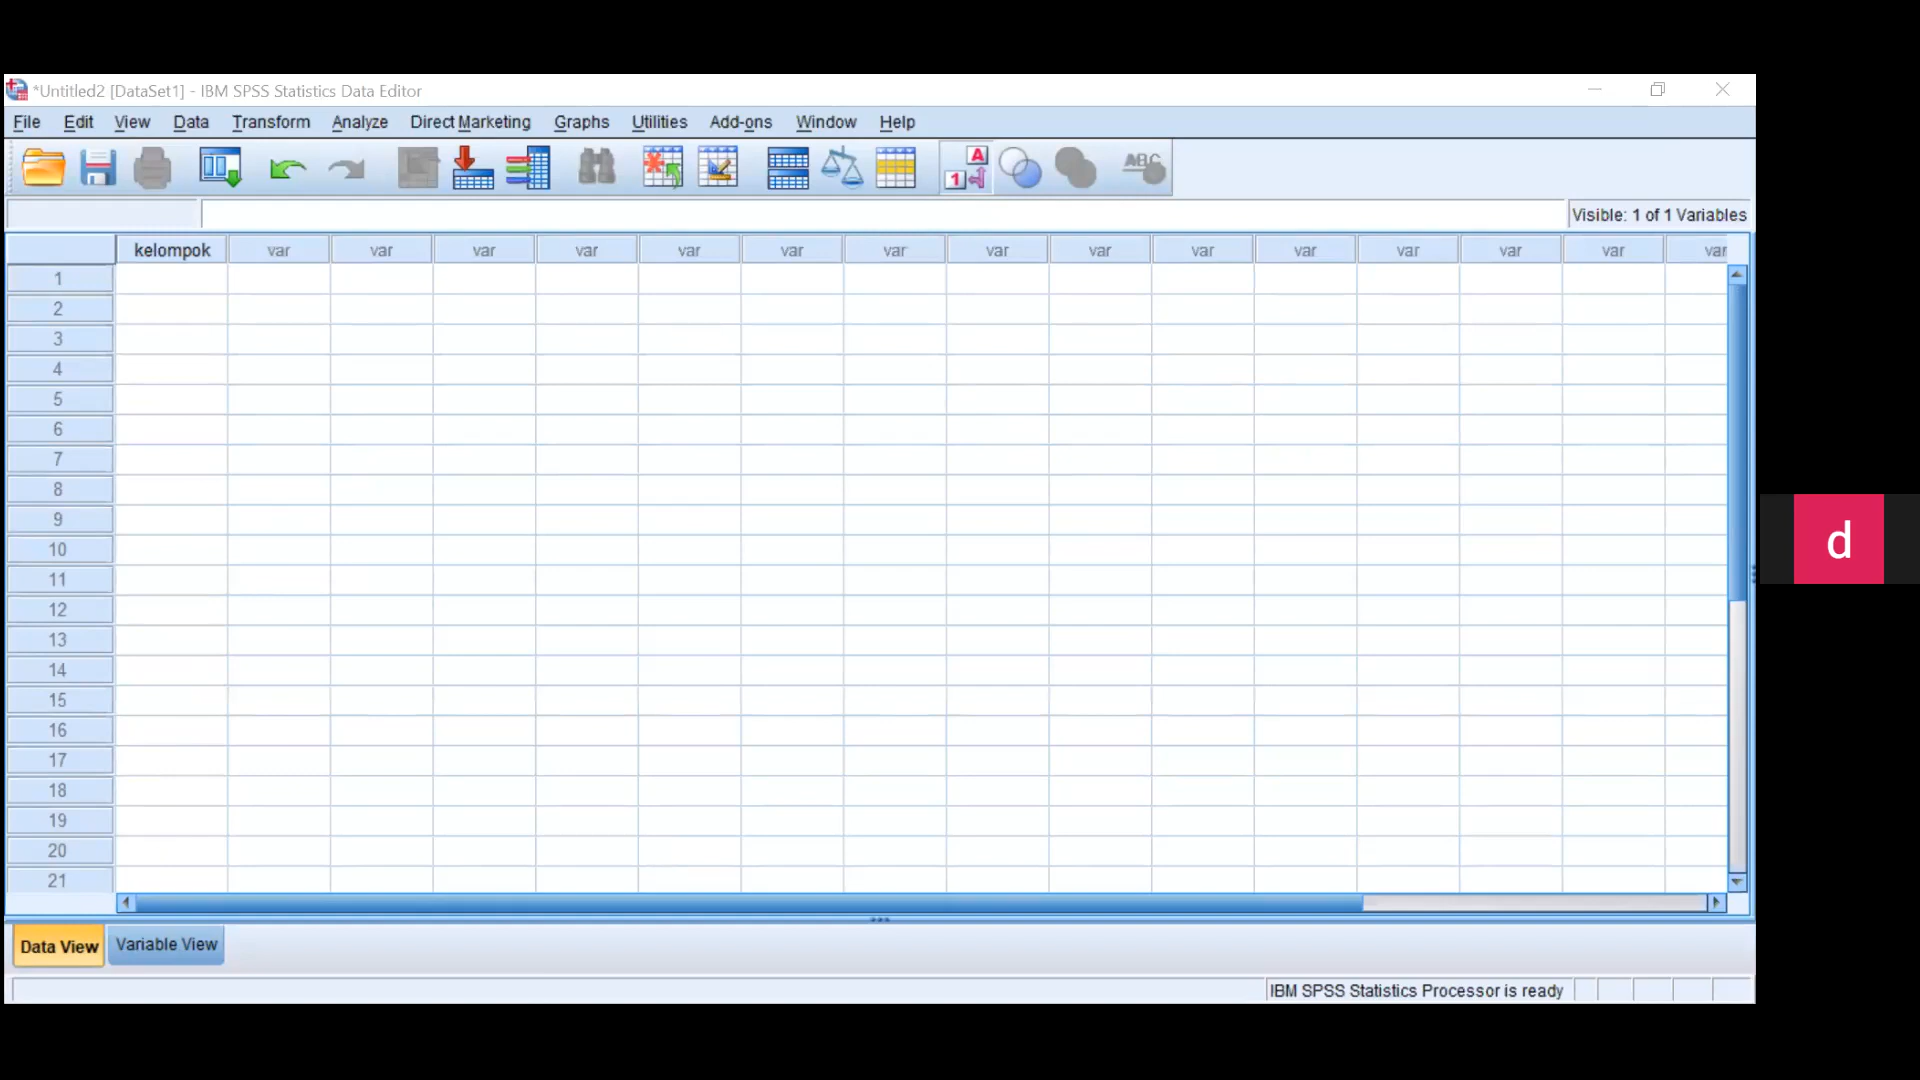 *Untitled2 [DataSet1] - IBM SPSS Statistics Data Editor
File Edit View Data Transform Analyze Direct Marketing Graphs Utilities Add-ons Window Help
A
1
ABC
Visible: 1 of 1 Variables
kelompok var var var var var var var var var var var var var var var
1
2
3
4
5
6
7
8
9
10
11
12
13
14
15
16
17
18
19
20
21
d
Data View Variable View
IBM SPSS Statistics Processor is ready